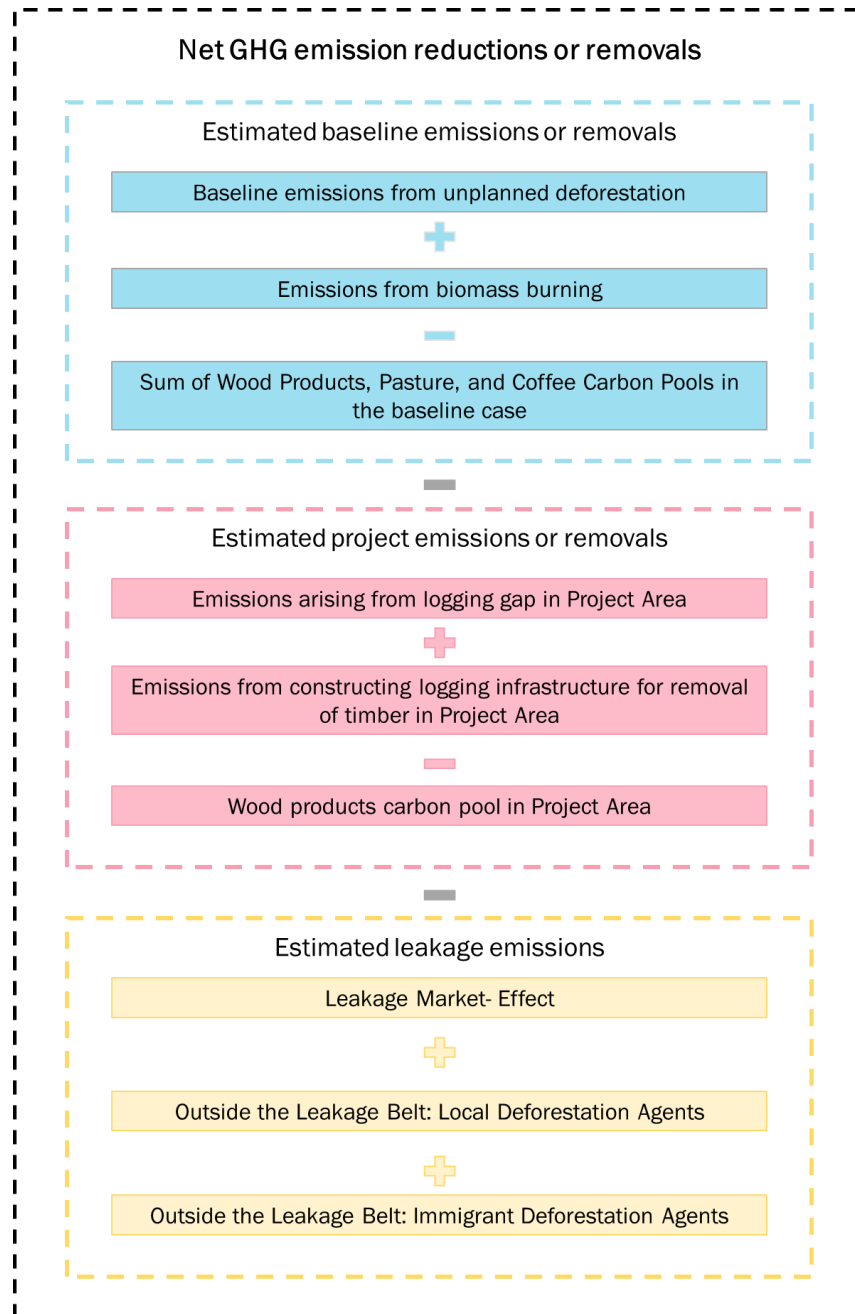 Net GHG emission reductions or removals
Estimated baseline emissions or removals
Baseline emissions from unplanned deforestation
Emissions from biomass burning
Sum of Wood Products, Pasture, and Coffee Carbon Pools in
the baseline case
Estimated project emissions or removals
Emissions arising from logging gap in Project Area
Emissions from constructing logging infrastructure for removal
of timber in Project Area
Wood products carbon pool in Project Area
Estimated leakage emissions
Leakage Market- Effect
Outside the Leakage Belt: Local Deforestation Agents
Outside the Leakage Belt: Immigrant Deforestation Agents